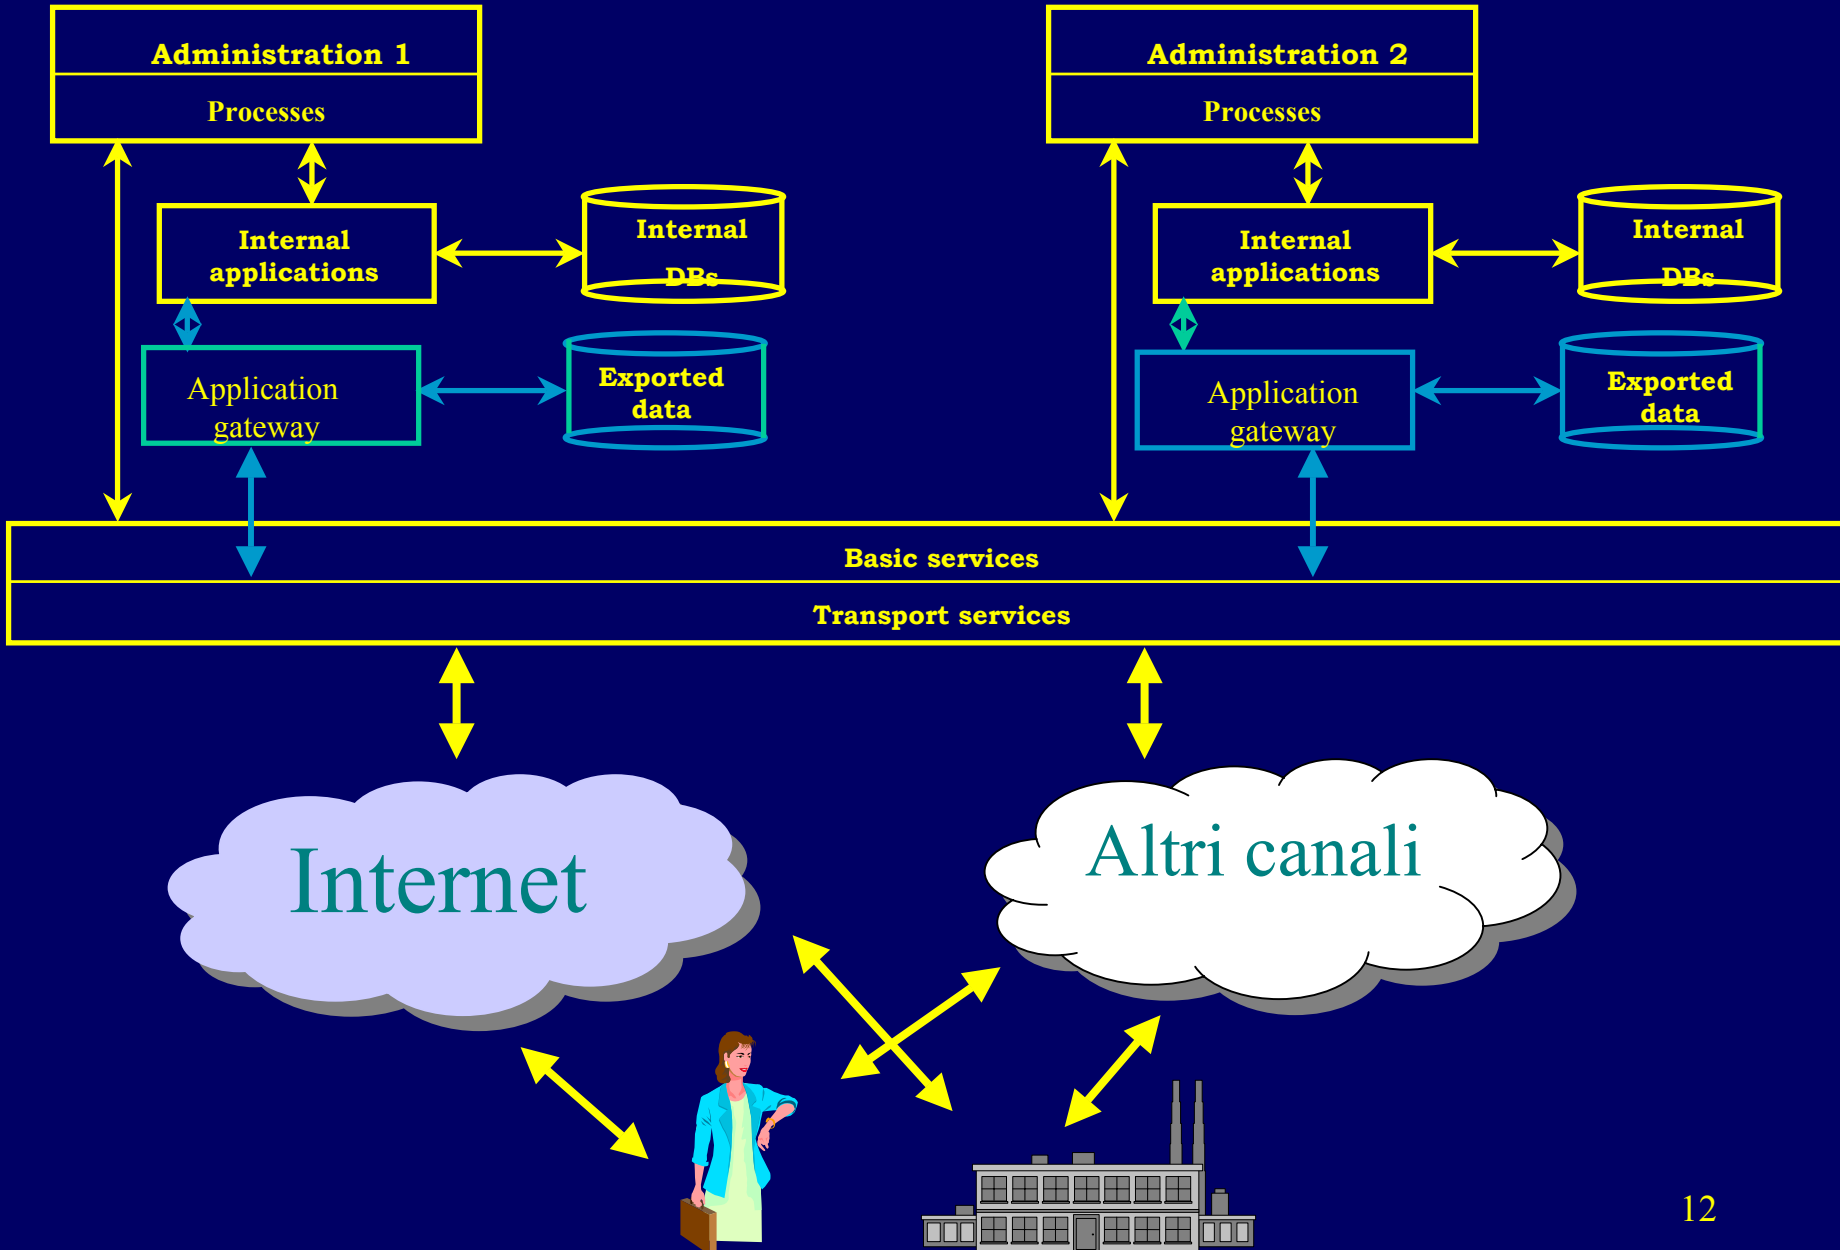 Administration 1
Processes
Internal
applications
Internal
DBs
Application
gateway
Exported
data
Administration 2
Processes
Internal
applications
Internal
DBs
Application
gateway
Exported
data
Basic services
Transport services
Internet
Altri canali
12